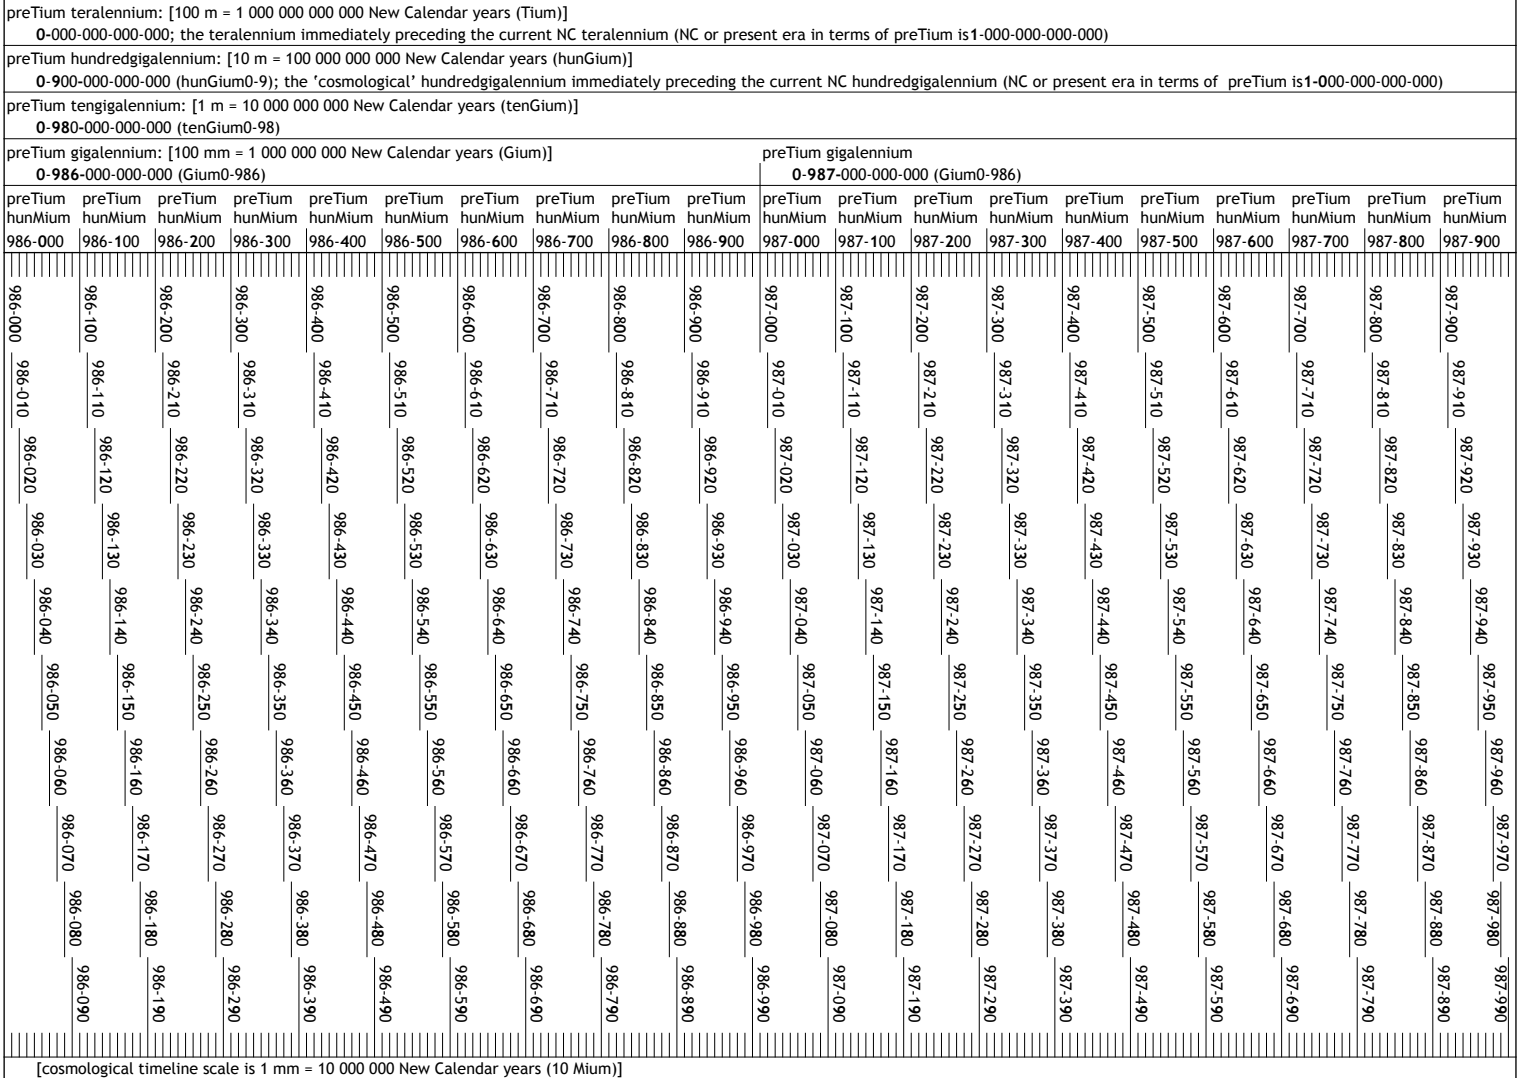 preTium teralennium: [100 m = 1 000 000 000 000 New Calendar years (Tium)]
0-000-000-000-000; the teralennium immediately preceding the current NC teralennium (NC or present era in terms of preTium is1-000-000-000-000)
preTium hundredgigalennium: [10 m = 100 000 000 000 New Calendar years (hunGium)]
0-900-000-000-000 (hunGium0-9); the ‘cosmological’ hundredgigalennium immediately preceding the current NC hundredgigalennium (NC or present era in terms of preTium is1-000-000-000-000)
preTium tengigalennium: [1 m = 10 000 000 000 New Calendar years (tenGium)]
0-980-000-000-000 (tenGium0-98)
preTium gigalennium: [100 mm = 1 000 000 000 New Calendar years (Gium)] preTium gigalennium
0-986-000-000-000 (Gium0-986) 0-987-000-000-000 (Gium0-986)
preTium preTium preTium preTium preTium preTium preTium preTium preTium preTium preTium preTium preTium preTium preTium preTium preTium preTium preTium preTium
hunMium hunMium hunMium hunMium hunMium hunMium hunMium hunMium hunMium hunMium hunMium hunMium hunMium hunMium hunMium hunMium hunMium hunMium hunMium hunMium
986-000 986-100 986-200 986-300 986-400 986-500 986-600 986-700 986-800 986-900 987-000 987-100 987-200 987-300 987-400 987-500 987-600 987-700 987-800 987-900
986-000 986-100 986-200 986-300 986-400 986-500 986-600 986-700 986-800 986-900 987-000 987-100 987-200 987-300 987-400 987-500 987-600 987-700 987-800 987-900
986-010 986-110 986-210 986-310 986-410 986-510 986-610 986-710 986-810 986-910 987-010 987-110 987-210 987-310 987-410 987-510 987-610 987-710 987-810 987-910
986-020 986-120 986-220 986-320 986-420 986-520 986-620 986-720 986-820 986-920 987-020 987-120 987-220 987-320 987-420 987-520 987-620 987-720 987-820 987-920
986-030 986-130 986-230 986-330 986-430 986-530 986-630 986-730 986-830 986-930 987-030 987-130 987-230 987-330 987-430 987-530 987-630 987-730 987-830 987-930
986-040 986-140 986-240 986-340 986-440 986-540 986-640 986-740 986-840 986-940 987-040 987-140 987-240 987-340 987-440 987-540 987-640 987-740 987-840 987-940
986-050 986-150 986-250 986-350 986-450 986-550 986-650 986-750 986-850 986-950 987-050 987-150 987-250 987-350 987-450 987-550 987-650 987-750 987-850 987-950
986-060 986-160 986-260 986-360 986-460 986-560 986-660 986-760 986-860 986-960 987-060 987-160 987-260 987-360 987-460 987-560 987-660 987-760 987-860 987-960
986-070 986-170 986-270 986-370 986-470 986-570 986-670 986-770 986-870 986-970 987-070 987-170 987-270 987-370 987-470 987-570 987-670 987-770 987-870 987-970
986-080 986-180 986-280 986-380 986-480 986-580 986-680 986-780 986-880 986-980 987-080 987-180 987-280 987-380 987-480 987-580 987-680 987-780 987-880 987-980
986-090 986-190 986-290 986-390 986-490 986-590 986-690 986-790 986-890 986-990 987-090 987-190 987-290 987-390 987-490 987-590 987-690 987-790 987-890 987-990
[cosmological timeline scale is 1 mm = 10 000 000 New Calendar years (10 Mium)]